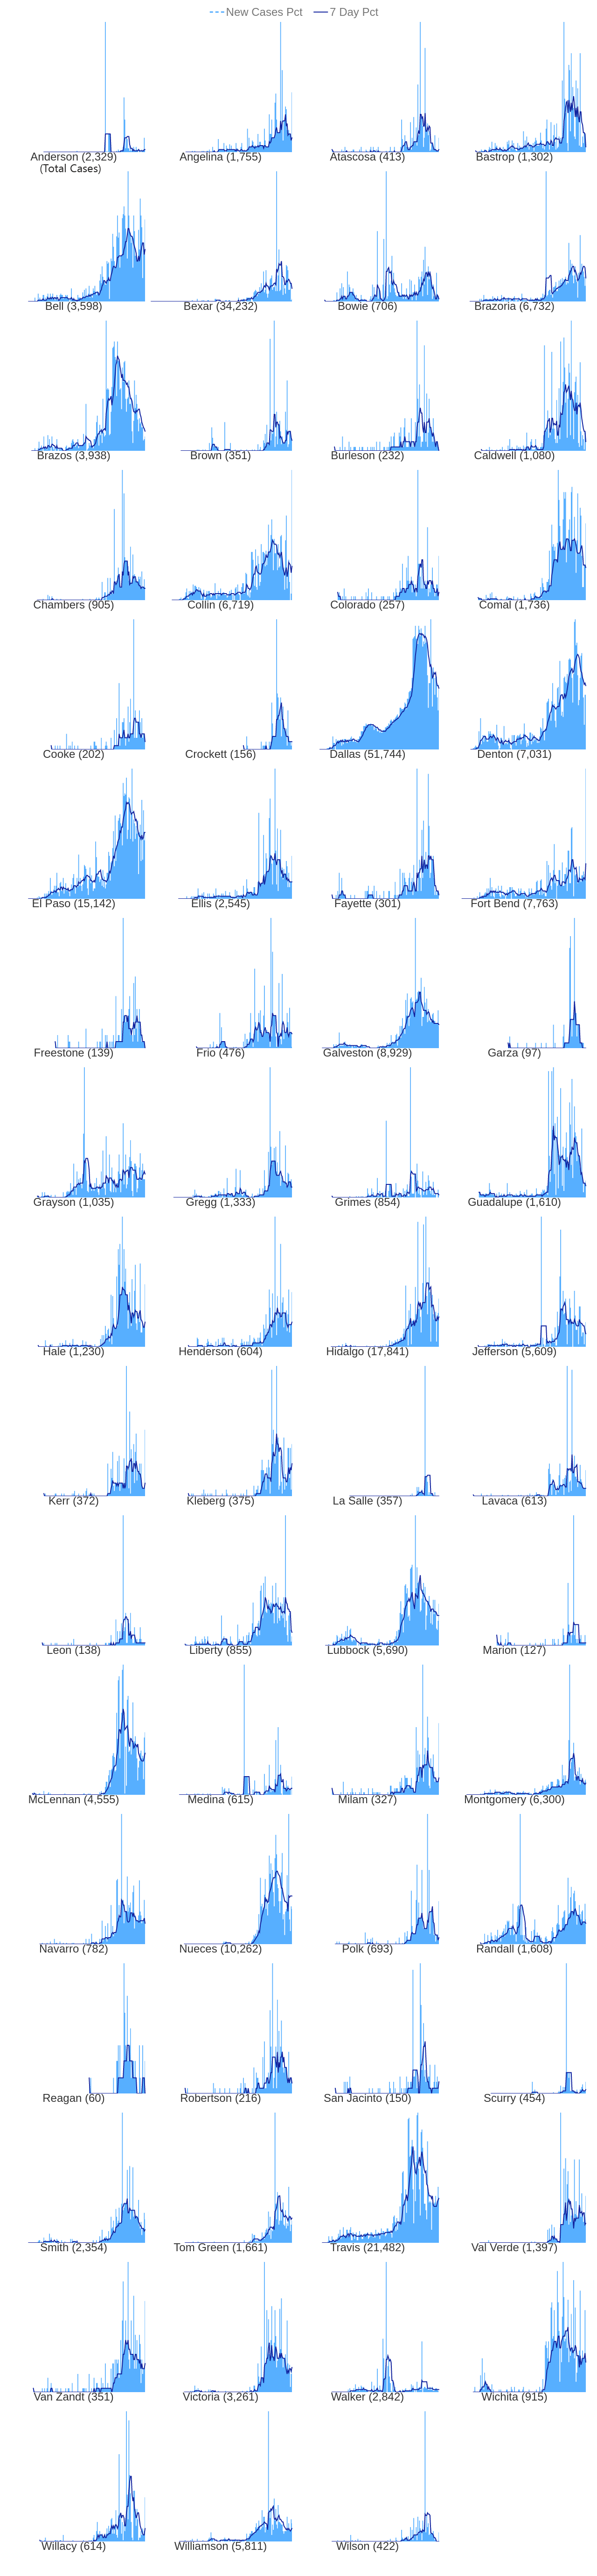 New Cases Pct 7 Day Pct
Anderson (2,329) Angelina (1,755) Atascosa (413) Bastrop (1,302)
(Total Cases)
Bell (3,598) Bexar (34,232) Bowie (706) Brazoria (6,732)
Brazos (3,938) Brown (351) Burleson (232) Caldwell (1,080)
Chambers (905) Collin (6,719) Colorado (257) Comal (1,736)
Cooke (202) Crockett (156) Dallas (51,744) Denton (7,031)
El Paso (15,142) Ellis (2,545) Fayette (301) Fort Bend (7,763)
Freestone (139) Frio (476) Galveston (8,929) Garza (97)
Grayson (1,035) Gregg (1,333) Grimes (854) Guadalupe (1,610)
Hale (1,230) Henderson (604) Hidalgo (17,841) Jefferson (5,609)
Kerr (372) Kleberg (375) La Salle (357) Lavaca (613)
Leon (138) Liberty (855) Lubbock (5,690) Marion (127)
McLennan (4,555) Medina (615) Milam (327) Montgomery (6,300)
Navarro (782) Nueces (10,262) Polk (693) Randall (1,608)
Reagan (60) Robertson (216) San Jacinto (150) Scurry (454)
Smith (2,354) Tom Green (1,661) Travis (21,482) Val Verde (1,397)
Van Zandt (351) Victoria (3,261) Walker (2,842) Wichita (915)
Willacy (614) Williamson (5,811) Wilson (422)